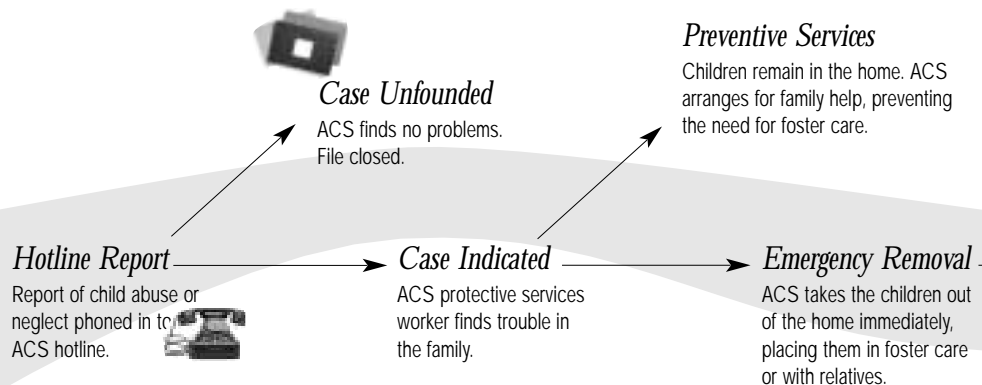 Preventive Services
Children remain in the home. ACS
arranges for family help, preventing
the need for foster care.
Case Unfounded
ACS finds no problems.
File closed.
Hotline Report
Report of child abuse or
neglect phoned in to
ACS hotline.
Case Indicated
ACS protective services
worker finds trouble in
the family.
Emergency Removal
ACS takes the children out
of the home immediately,
placing them in foster care
or with relatives.